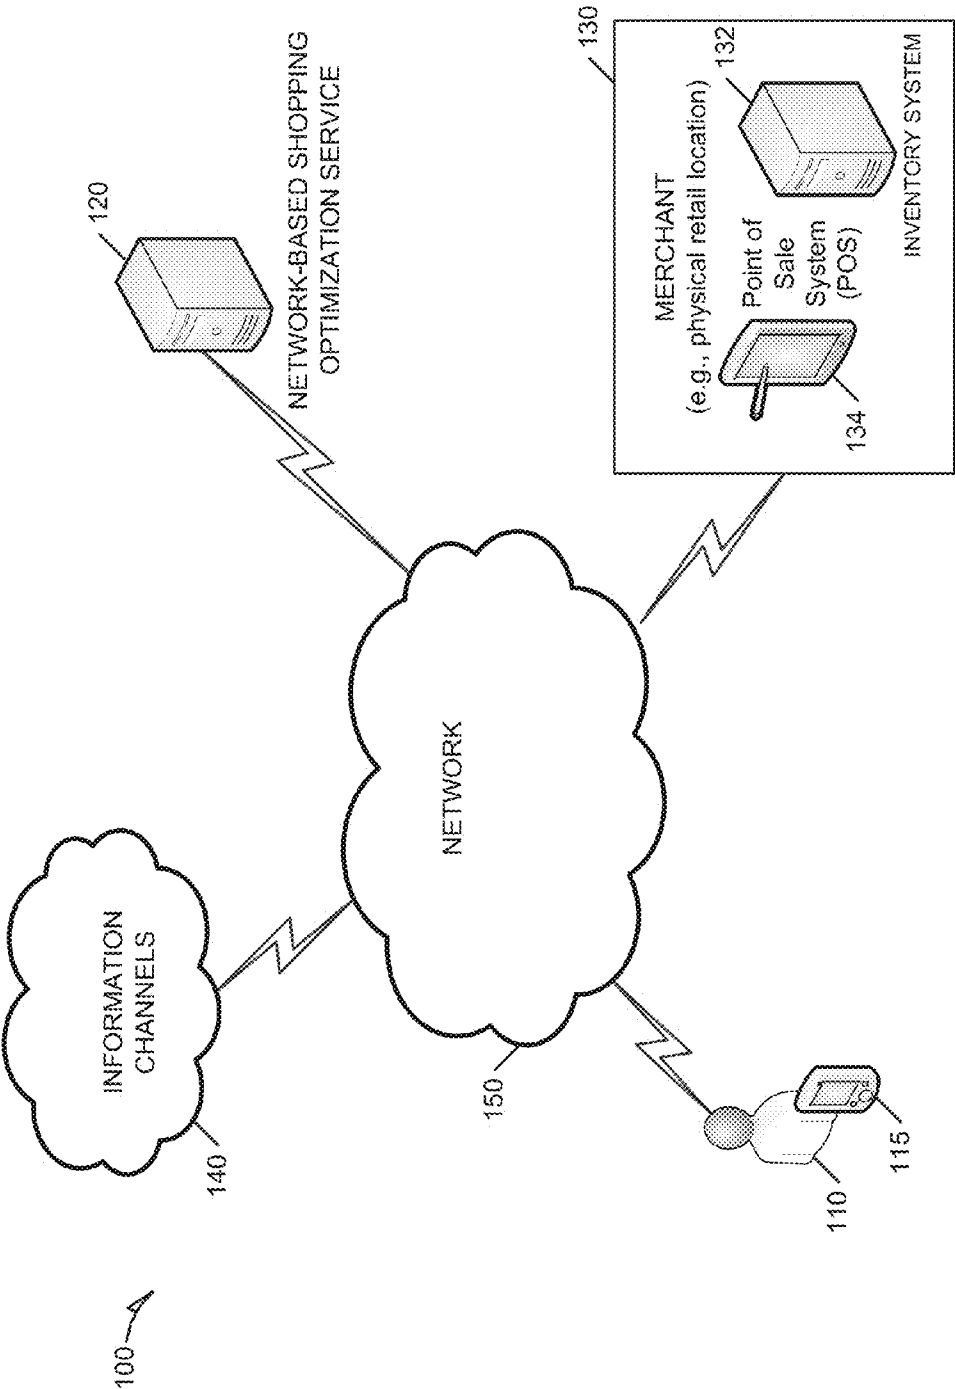 100
140
INFORMATION
CHANNELS
120
NETWORK-BASED SHOPPING
OPTIMIZATION SERVICE
150
NETWORK
110
115
130
MERCHANT
(e.g., physical retail location)
134
Point of
Sale
System
(POS)
132
INVENTORY SYSTEM